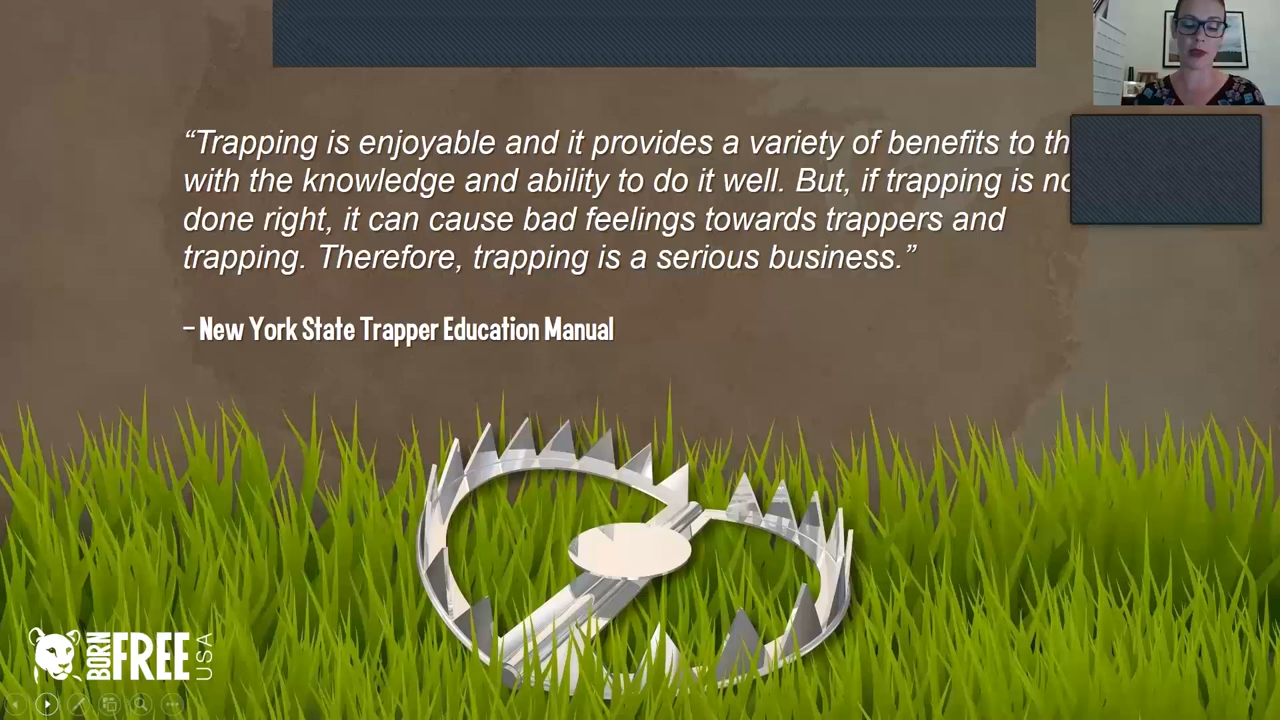 “Trapping is enjoyable and it provides a variety of benefits to
with the knowledge and ability to do it well. But, if trapping is
done right, it can cause bad feelings towards trappers and
trapping. Therefore, trapping is a serious business.”
– New York State Trapper Education Manual
BORN FREE USA